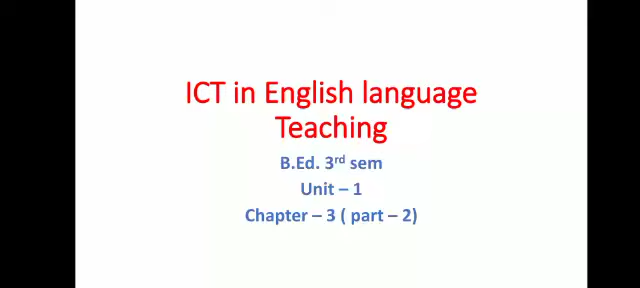 ICT in English language
Teaching
B.Ed. 3rd sem
Unit – 1
Chapter – 3 ( part – 2)